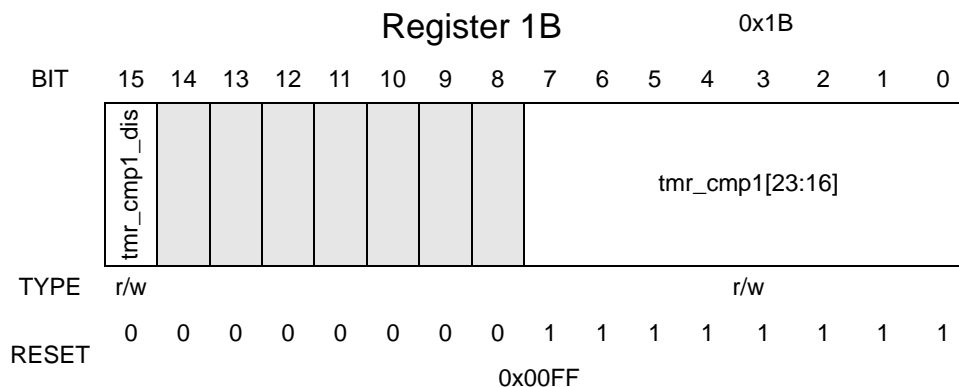 Register 1B 0x1B
BIT 15 14 13 12 11 10 9 8 7 6 5 4 3 2 1 0
tmr_cmp1_dis
tmr_cmp1[23:16]
TYPE r/w r/w
RESET 0 0 0 0 0 0 0 0 1 1 1 1 1 1 1 1
0x00FF